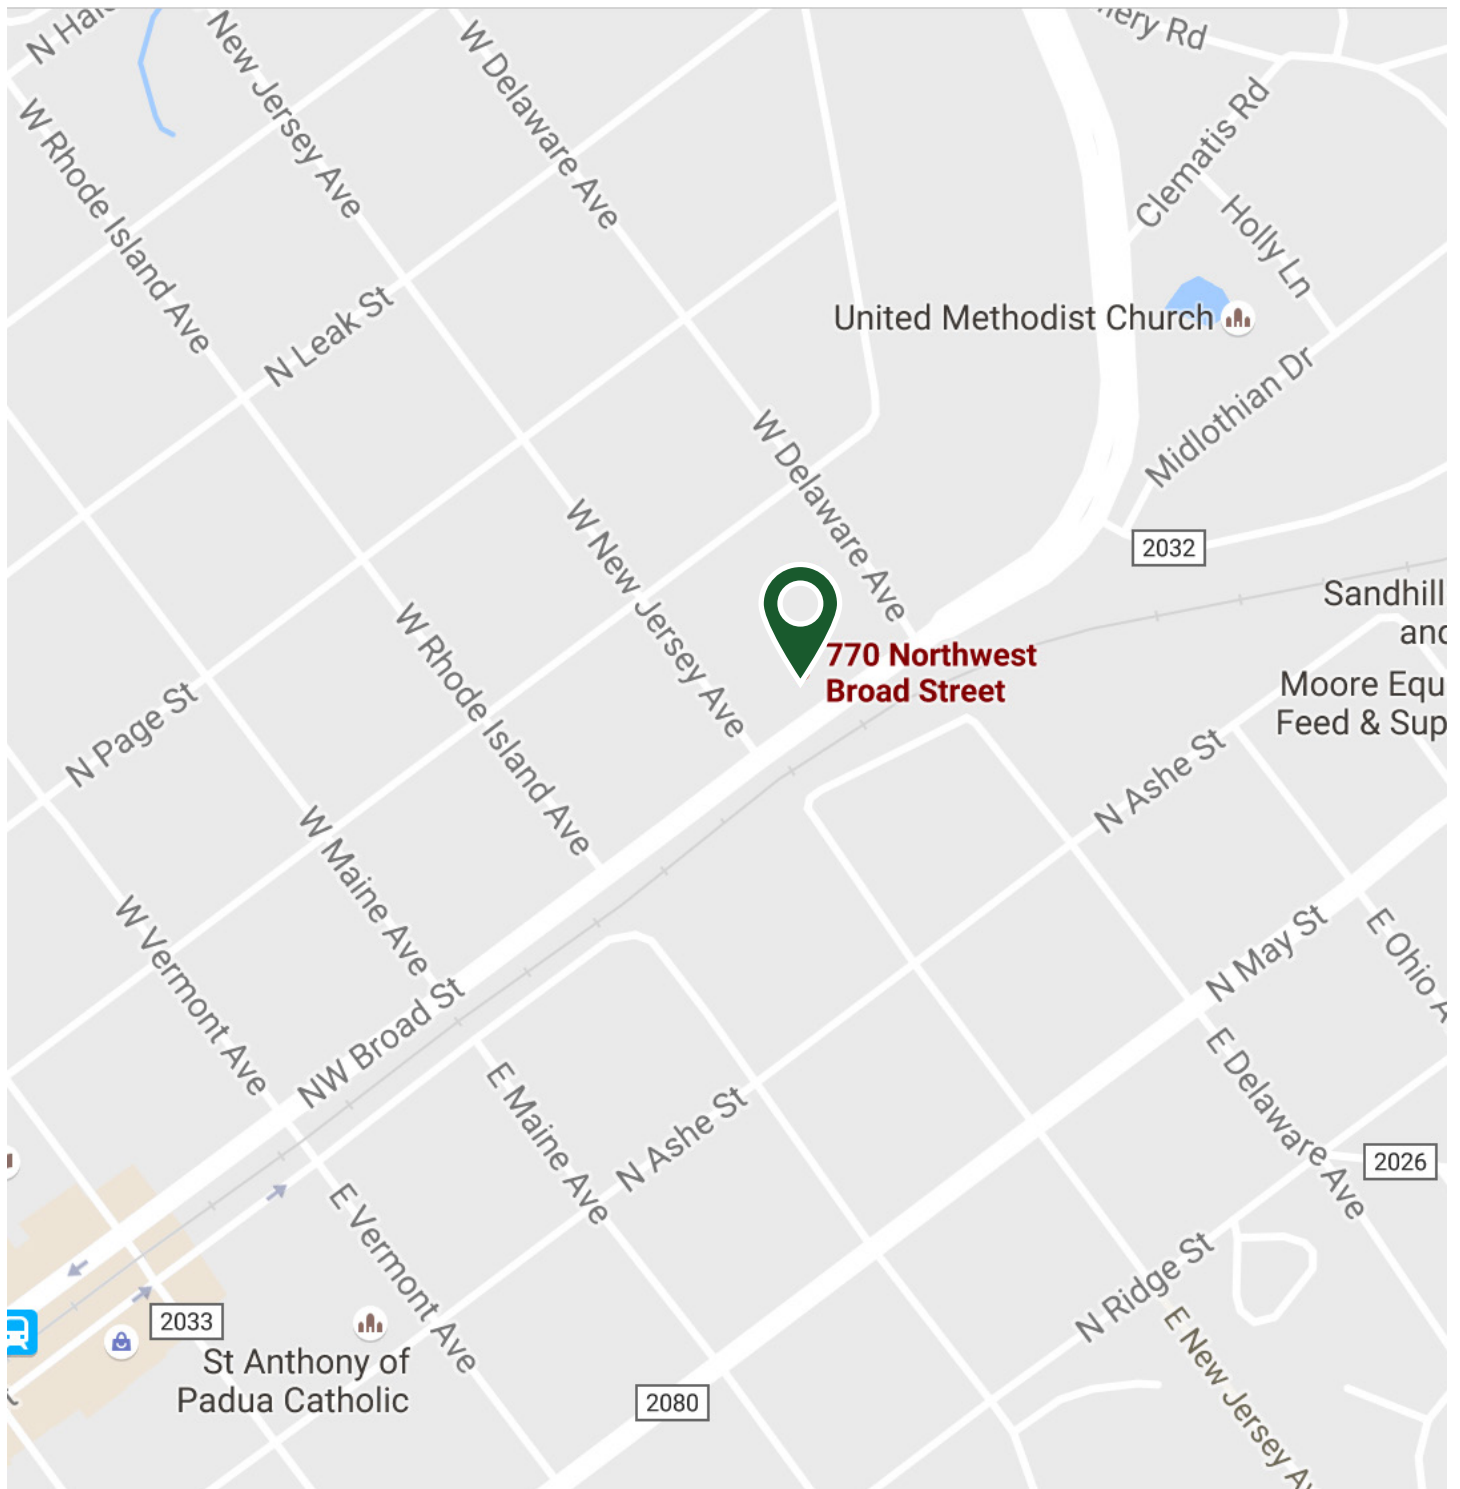 N Hal
New Jersey Ave
W Delaware Ave
nery Rd
Clematis Rd
W Rhode Island Ave
Holly Ln
N Leak St
United Methodist Church
Midlothian Dr
W Delaware Ave
W New Jersey Ave
2032
Sandhill
and
770 Northwest
Broad Street
W Rhode Island Ave
Moore Equ
Feed & Sup
N Page St
N Ashe St
W Maine Ave
W Vermont Ave
N May St
E Ohio A
NW Broad St
E Maine Ave
E Delaware Ave
N Ashe St
2026
E Vermont Ave
N Ridge St
2033
St Anthony of
Padua Catholic
E New Jersey Av
2080